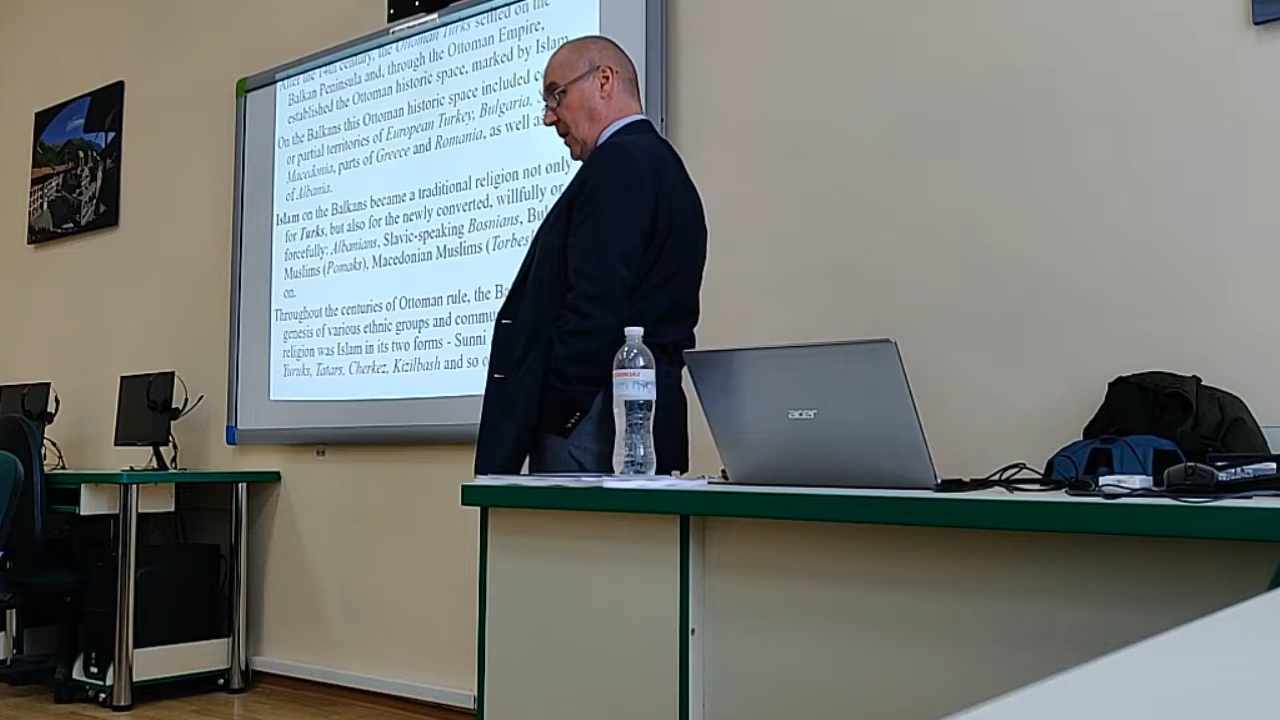 After the 14th century, the Ottoman Turks settled on the
Balkan Peninsula and, through the Ottoman Empire,
established the Ottoman historic space, marked by Islam
On the Balkans this Ottoman historic space included
or partial territories of European Turkey, Bulgaria,
Macedonia, parts of Greece and Romania, as well as
of Albania.
Islam on the Balkans became a traditional religion not only
for Turks, but also for the newly converted, willfully or
forcefully: Albanians, Slavic-speaking Bosnians,
Muslims (Pomaks), Macedonian Muslims (Torbes
on.
Throughout the centuries of Ottoman rule, the
genesis of various ethnic groups and
religion was Islam in its two forms - Sunni
Yuruks, Tatars, Cherkez, Kizilbash and so
acer